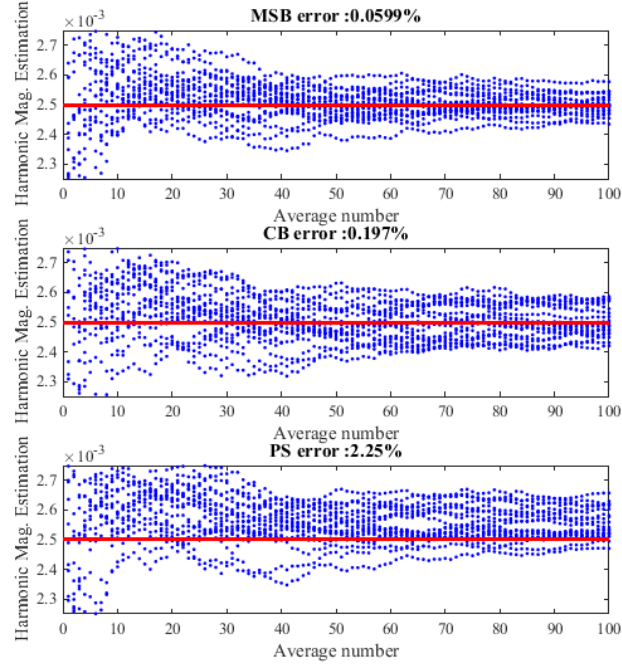 MSB error :0.0599%
×10⁻³
Harmonic Mag. Estimation
2.7
2.6
2.5
2.4
2.3
0 10 20 30 40 50 60 70 80 90 100
Average number
CB error :0.197%
×10⁻³
Harmonic Mag. Estimation
2.7
2.6
2.5
2.4
2.3
0 10 20 30 40 50 60 70 80 90 100
Average number
PS error :2.25%
×10⁻³
Harmonic Mag. Estimation
2.7
2.6
2.5
2.4
2.3
0 10 20 30 40 50 60 70 80 90 100
Average number